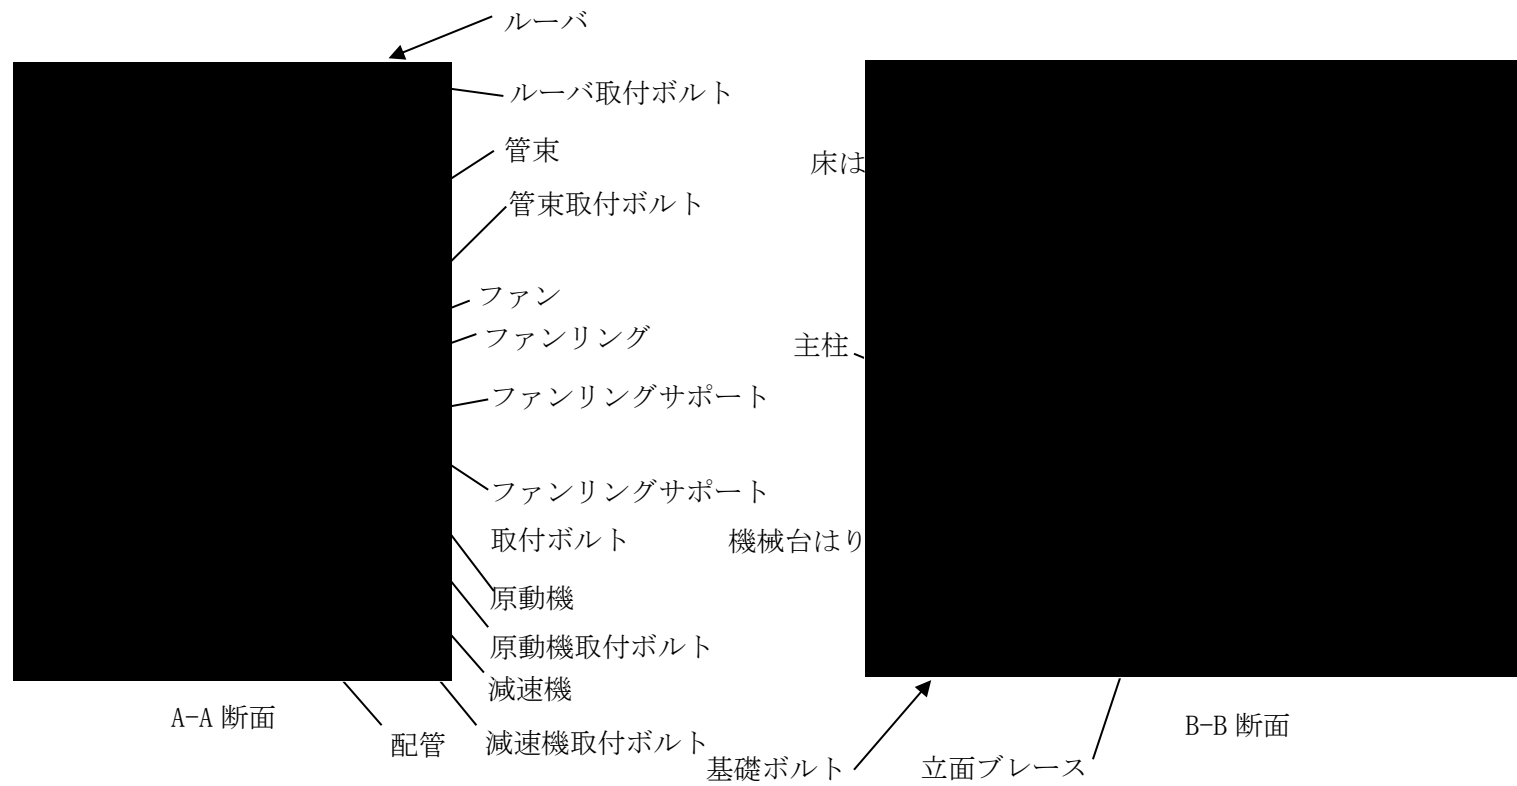 ルーバ
ルーバ取付ボルト
管束
管束取付ボルト
ファン
ファンリング
ファンリングサポート
ファンリングサポート
取付ボルト
原動機
原動機取付ボルト
減速機
減速機取付ボルト
配管
A-A 断面
床は
主柱
機械台はり
基礎ボルト
立面ブレース
B-B 断面